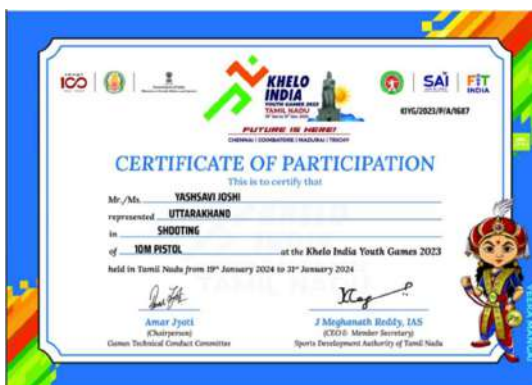 100
KHELO
INDIA
YOUTH GAMES 2023
TAMIL NADU
SAI
FIT
INDIA
KIYG/2023/P/A/1687
FUTURE IS HERE!
CHENNAI | COIMBATORE | MADURAI | TRICHY
CERTIFICATE OF PARTICIPATION
This is to certify that
Mr./Ms. YASHSAVI JOSHI
represented UTTARAKHAND
in SHOOTING
of 10M PISTOL at the Khelo India Youth Games 2023
held in Tamil Nadu from 19th January 2024 to 31st January 2024
Amar Jyoti
(Chairperson)
Games Technical Conduct Committee
J Meghanath Reddy, IAS
(CEO & Member Secretary)
Sports Development Authority of Tamil Nadu